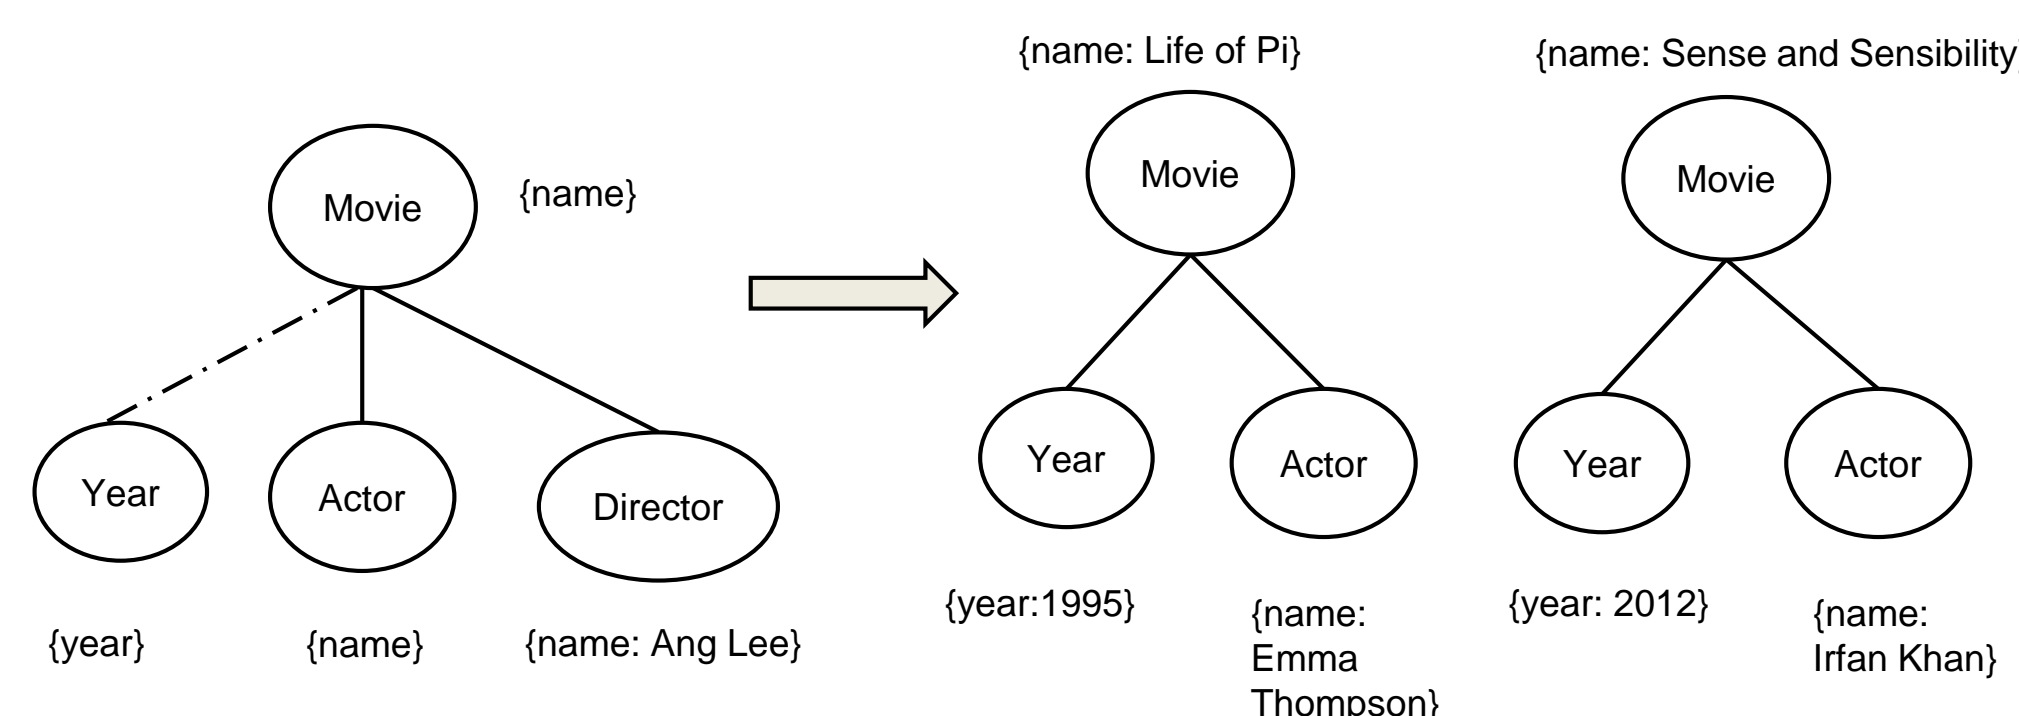 Movie
{name}
Year
Actor
Director
{year}
{name}
{name: Ang Lee}
{name: Life of Pi}
Movie
Year
Actor
{year:1995}
{name:
Emma
Thompson}
{name: Sense and Sensibility}
Movie
Year
Actor
{year: 2012}
{name:
Irfan Khan}